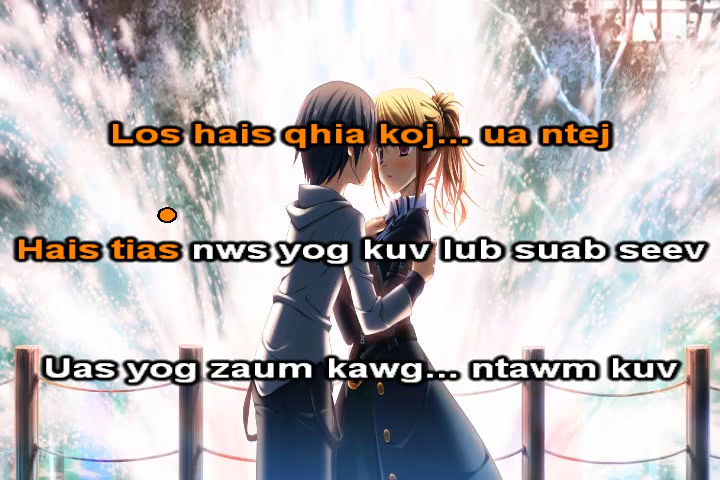 Los hais qhia koj... ua ntej
Hais tias nws yog kuv lub suab seev
Uas yog zaum kawg... ntawm kuv